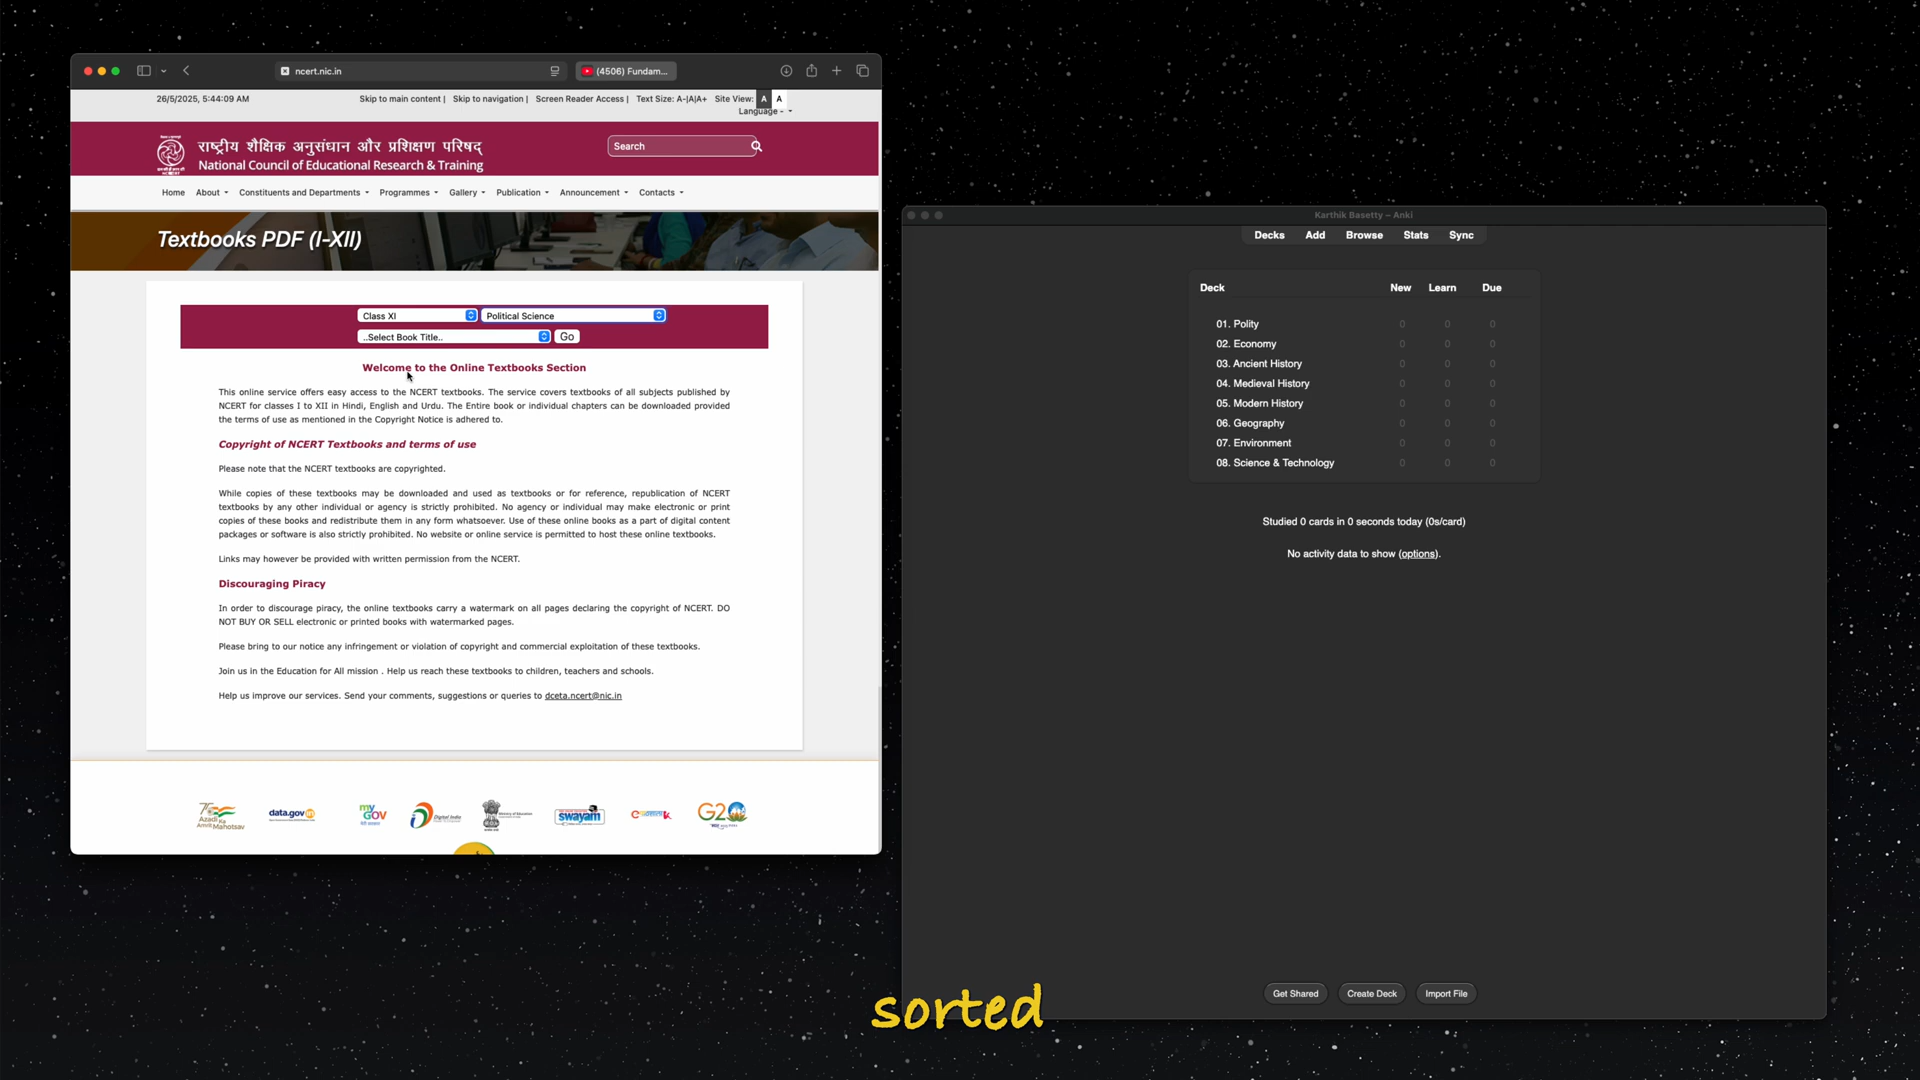 ncert.nic.in
(4506) Fundam...
26/5/2025, 5:44:09 AM
Skip to main content | Skip to navigation | Screen Reader Access | Text Size: A-|A|A+ Site View: A A
Language -
राष्ट्रीय शैक्षिक अनुसंधान और प्रशिक्षण परिषद्
National Council of Educational Research & Training
Search
Home About Constituents and Departments Programmes Gallery Publication Announcement Contacts
Textbooks PDF (I-XII)
Class XI Political Science
..Select Book Title.. Go
Welcome to the Online Textbooks Section
This online service offers easy access to the NCERT textbooks. The service covers textbooks of all subjects published by
NCERT for classes I to XII in Hindi, English and Urdu. The Entire book or individual chapters can be downloaded provided
the terms of use as mentioned in the Copyright Notice is adhered to.
Copyright of NCERT Textbooks and terms of use
Please note that the NCERT textbooks are copyrighted.
While copies of these textbooks may be downloaded and used as textbooks or for reference, republication of NCERT
textbooks by any other individual or agency is strictly prohibited. No agency or individual may make electronic or print
copies of these books and redistribute them in any form whatsoever. Use of these online books as a part of digital content
packages or software is also strictly prohibited. No website or online service is permitted to host these online textbooks.
Links may however be provided with written permission from the NCERT.
Discouraging Piracy
In order to discourage piracy, the online textbooks carry a watermark on all pages declaring the copyright of NCERT. DO
NOT BUY OR SELL electronic or printed books with watermarked pages.
Please bring to our notice any infringement or violation of copyright and commercial exploitation of these textbooks.
Join us in the Education for All mission . Help us reach these textbooks to children, teachers and schools.
Help us improve our services. Send your comments, suggestions or queries to dceta.ncert@nic.in
Azadi Ka
Amrit Mahotsav
data.gov.in
my
GOV
Digital India
Ministry of Education
swayam
G20
Karthik Basetty – Anki
Decks Add Browse Stats Sync
Deck New Learn Due
01. Polity 0 0 0
02. Economy 0 0 0
03. Ancient History 0 0 0
04. Medieval History 0 0 0
05. Modern History 0 0 0
06. Geography 0 0 0
07. Environment 0 0 0
08. Science & Technology 0 0 0
Studied 0 cards in 0 seconds today (0s/card)
No activity data to show (options).
Get Shared Create Deck Import File
sorted